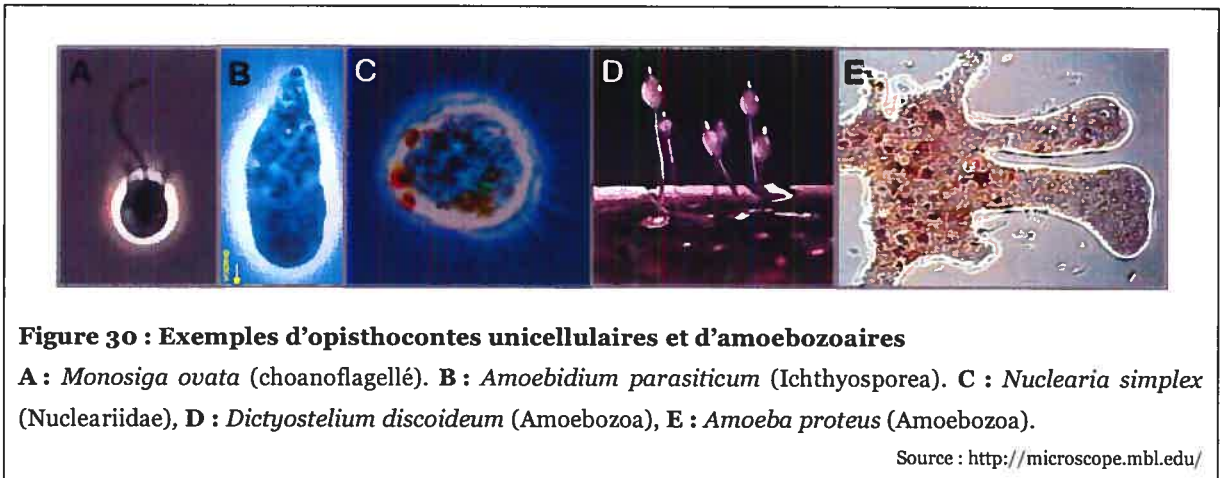 A B C D E
Figure 30 : Exemples d'opisthocontes unicellulaires et d'amoebozoaires
A : Monosiga ovata (choanoflagellé). B : Amoebidium parasiticum (Ichthyosporea). C : Nuclearia simplex
(Nucleariidae), D : Dictyostelium discoideum (Amoebozoa), E : Amoeba proteus (Amoebozoa).
Source : http://microscope.mbl.edu/